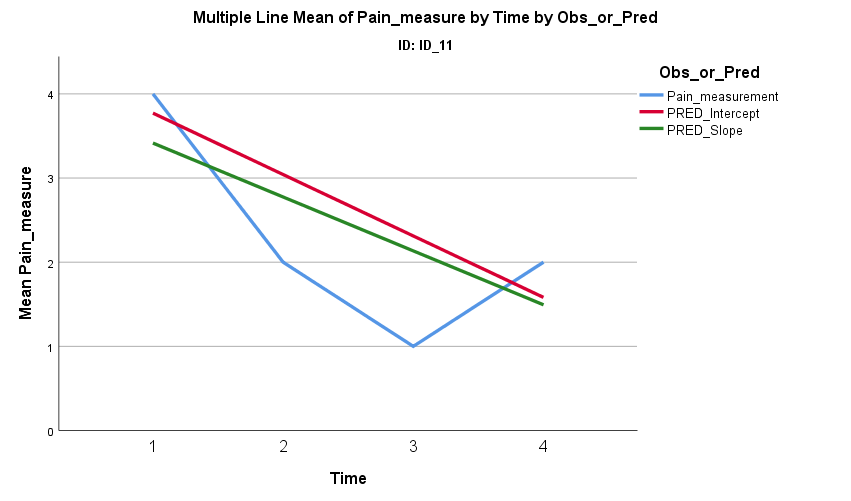 Multiple Line Mean of Pain_measure by Time by Obs_or_Pred
ID: ID_11
Obs_or_Pred
Pain_measurement
PRED_Intercept
PRED_Slope
Mean Pain_measure
4
3
2
1
0
1 2 3 4
Time